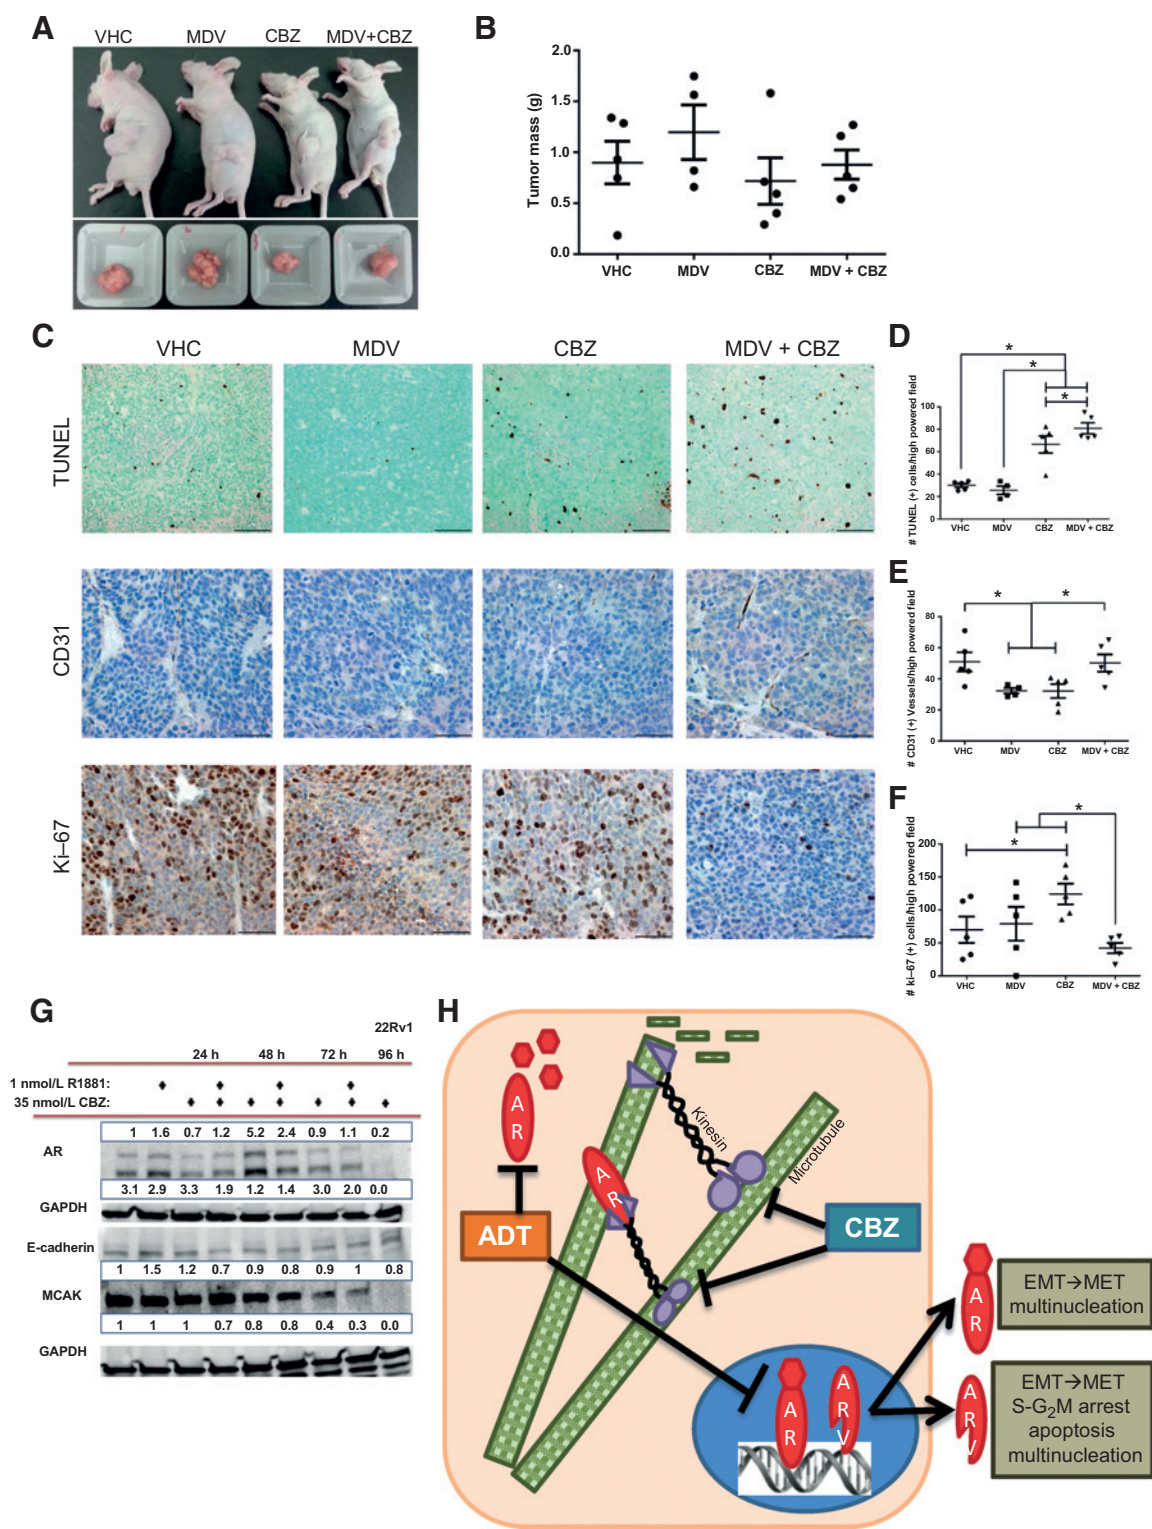 A
VHC MDV CBZ MDV+CBZ
B
Tumor mass (g)
2.0
1.5
1.0
0.5
0.0
VHC MDV CBZ MDV + CBZ
C
VHC MDV CBZ MDV + CBZ
TUNEL
CD31
Ki–67
D
# TUNEL (+) cells/high powered field
* 
*
*
100
80
60
40
20
0
VHC MDV CBZ MDV + CBZ
E
# CD31 (+) Vessels/high powered field
* *
80
60
40
20
0
VHC MDV CBZ MDV + CBZ
F
# ki–67 (+) cells/high powered field
*
*
200
150
100
50
0
VHC MDV CBZ MDV + CBZ
G
22Rv1
24 h 48 h 72 h 96 h
1 nmol/L R1881:
35 nmol/L CBZ:
1 1.6 0.7 1.2 5.2 2.4 0.9 1.1 0.2
AR
3.1 2.9 3.3 1.9 1.2 1.4 3.0 2.0 0.0
GAPDH
E-cadherin
1 1.5 1.2 0.7 0.9 0.8 0.9 1 0.8
MCAK
1 1 1 0.7 0.8 0.8 0.4 0.3 0.0
GAPDH
H
AR
Kinesin
Microtubule
AR
ADT
CBZ
AR
ARV
AR
EMT→MET
multinucleation
ARV
EMT→MET
S-G₂M arrest
apoptosis
multinucleation